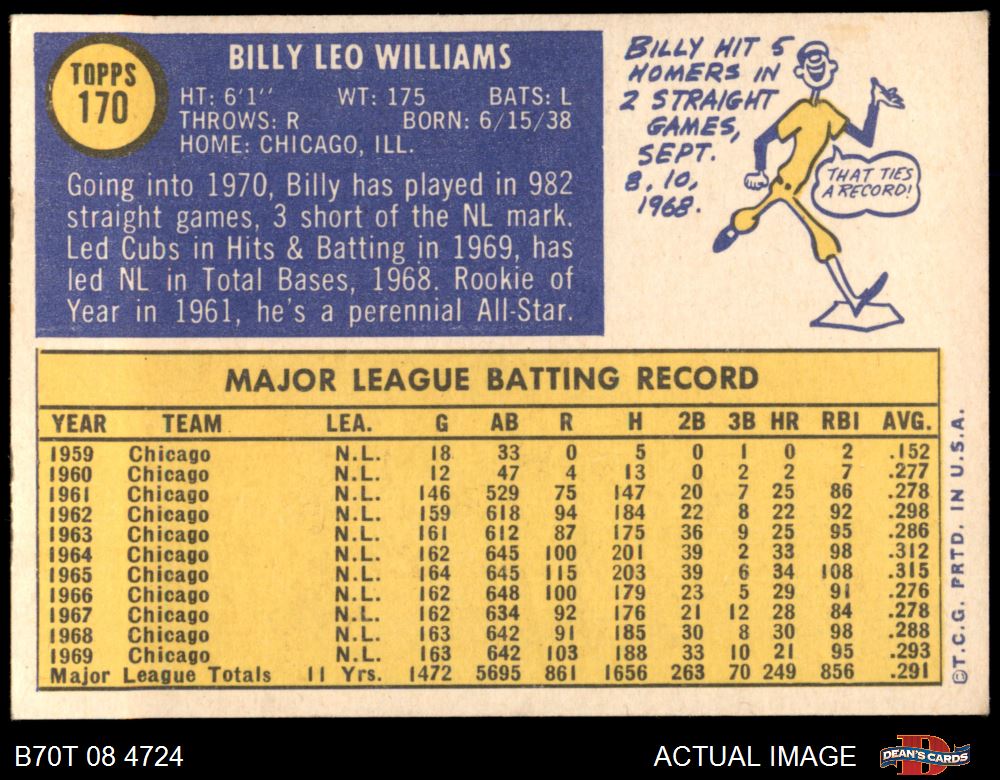 TOPPS
170
BILLY LEO WILLIAMS
HT: 6'1" WT: 175 BATS: L
THROWS: R BORN: 6/15/38
HOME: CHICAGO, ILL.
Going into 1970, Billy has played in 982
straight games, 3 short of the NL mark.
Led Cubs in Hits & Batting in 1969, has
led NL in Total Bases, 1968. Rookie of
Year in 1961, he's a perennial All-Star.
BILLY HIT 5
HOMERS IN
2 STRAIGHT
GAMES,
SEPT.
8, 10,
1968.
THAT TIES
A RECORD!
MAJOR LEAGUE BATTING RECORD
YEAR TEAM LEA. G AB R H 2B 3B HR RBI AVG.
1959 Chicago N.L. 18 33 0 5 0 1 0 2 .152
1960 Chicago N.L. 12 47 4 13 0 2 2 7 .277
1961 Chicago N.L. 146 529 75 147 20 7 25 86 .278
1962 Chicago N.L. 159 618 94 184 22 8 22 92 .298
1963 Chicago N.L. 161 612 87 175 36 9 25 95 .286
1964 Chicago N.L. 162 645 100 201 39 2 33 98 .312
1965 Chicago N.L. 164 645 115 203 39 6 34 108 .315
1966 Chicago N.L. 162 648 100 179 23 5 29 91 .276
1967 Chicago N.L. 162 634 92 176 21 12 28 84 .278
1968 Chicago N.L. 163 642 91 185 30 8 30 98 .288
1969 Chicago N.L. 163 642 103 188 33 10 21 95 .293
Major League Totals 11 Yrs. 1472 5695 861 1656 263 70 249 856 .291
©T.C.G. PRTD. IN U.S.A.
B70T 08 4724
ACTUAL IMAGE
D
DEAN'S CARDS